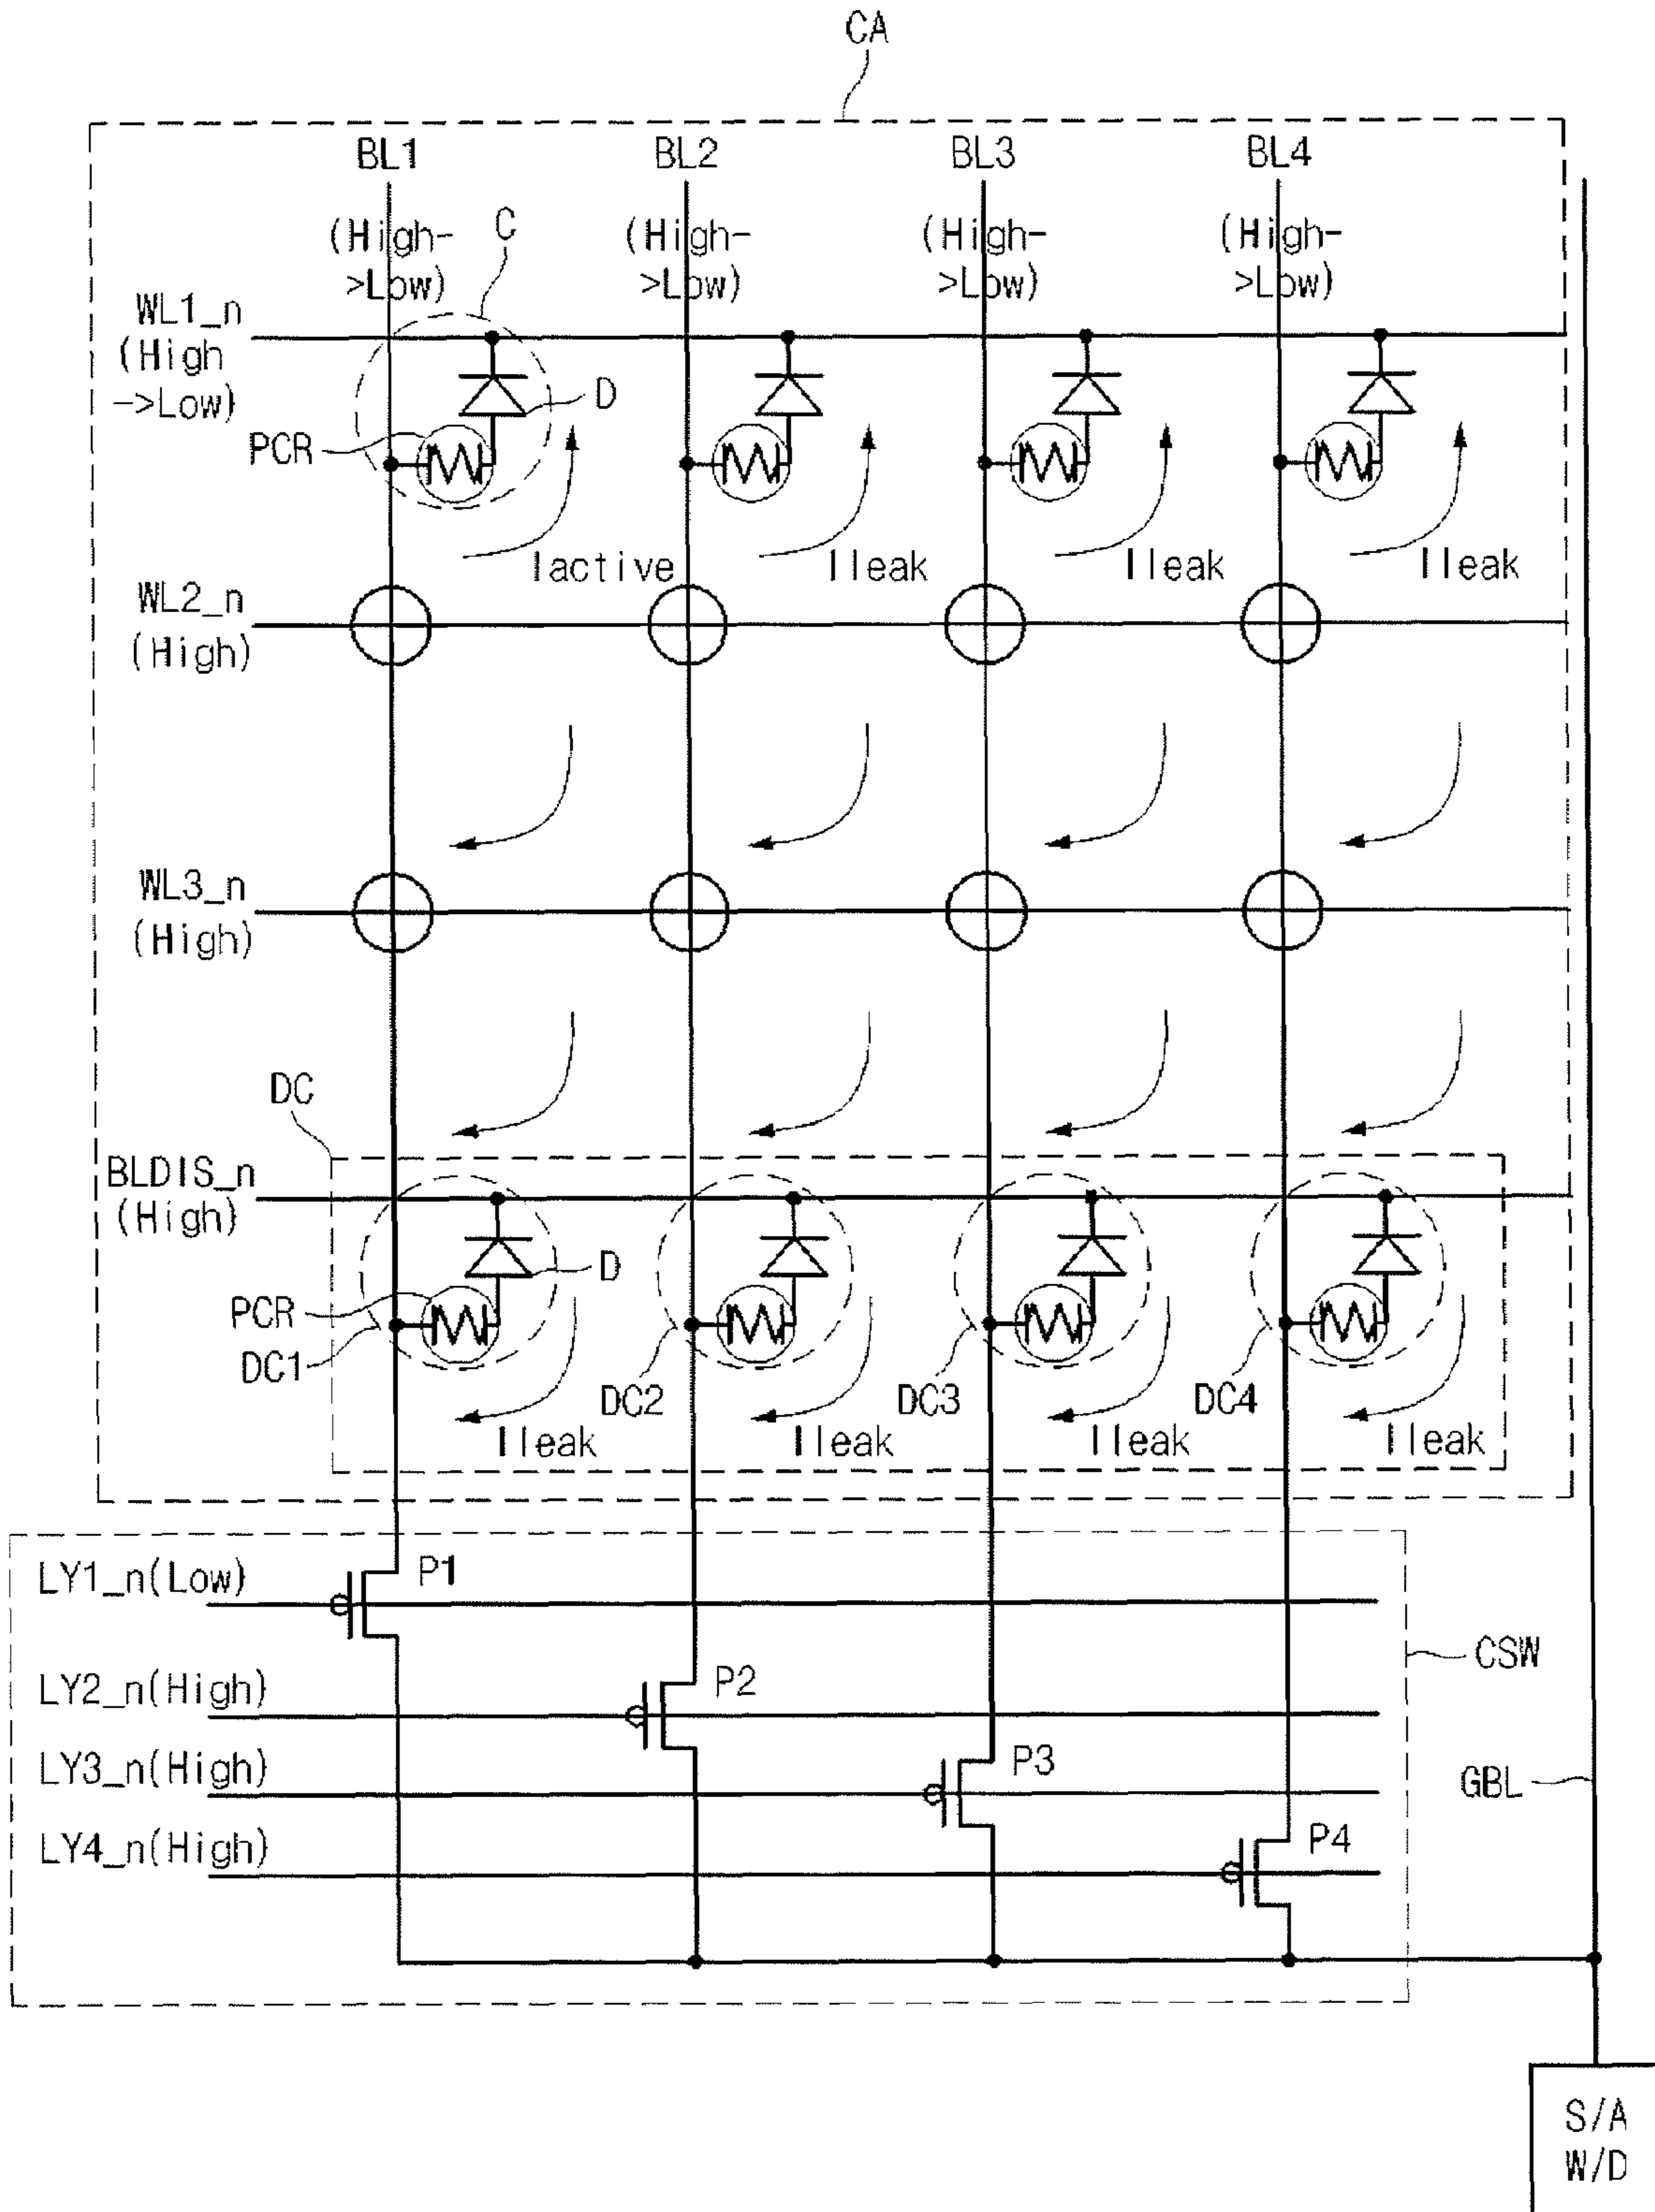 CA
BL1 BL2 BL3 BL4
(High- (High- (High- (High-
>Low) >Low) >Low) >Low)
C
WL1_n
(High
->Low)
D
PCR
Iactive Ileak Ileak Ileak
WL2_n
(High)
WL3_n
(High)
DC
BLDIS_n
(High)
D
PCR
DC1 DC2 DC3 DC4
Ileak Ileak Ileak Ileak
LY1_n(Low) P1
CSW
LY2_n(High) P2
LY3_n(High) P3
GBL
LY4_n(High) P4
S/A
W/D